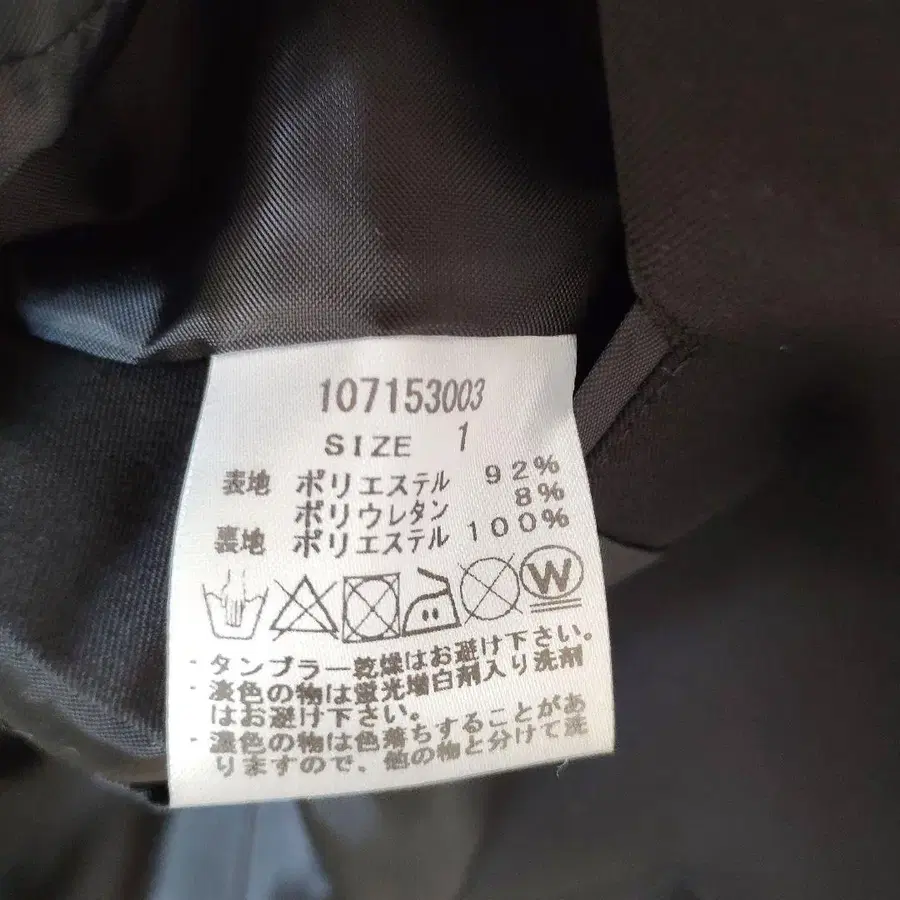 107153003
SIZE 1
表地 ポリエステル 92%
ポリウレタン 8%
裏地 ポリエステル 100%
W
・タンブラー乾燥はお避け下さい。
・淡色の物は蛍光増白剤入り洗剤
はお避け下さい。
・濃色の物は色落ちすることがあ
りますので、他の物と分けて洗